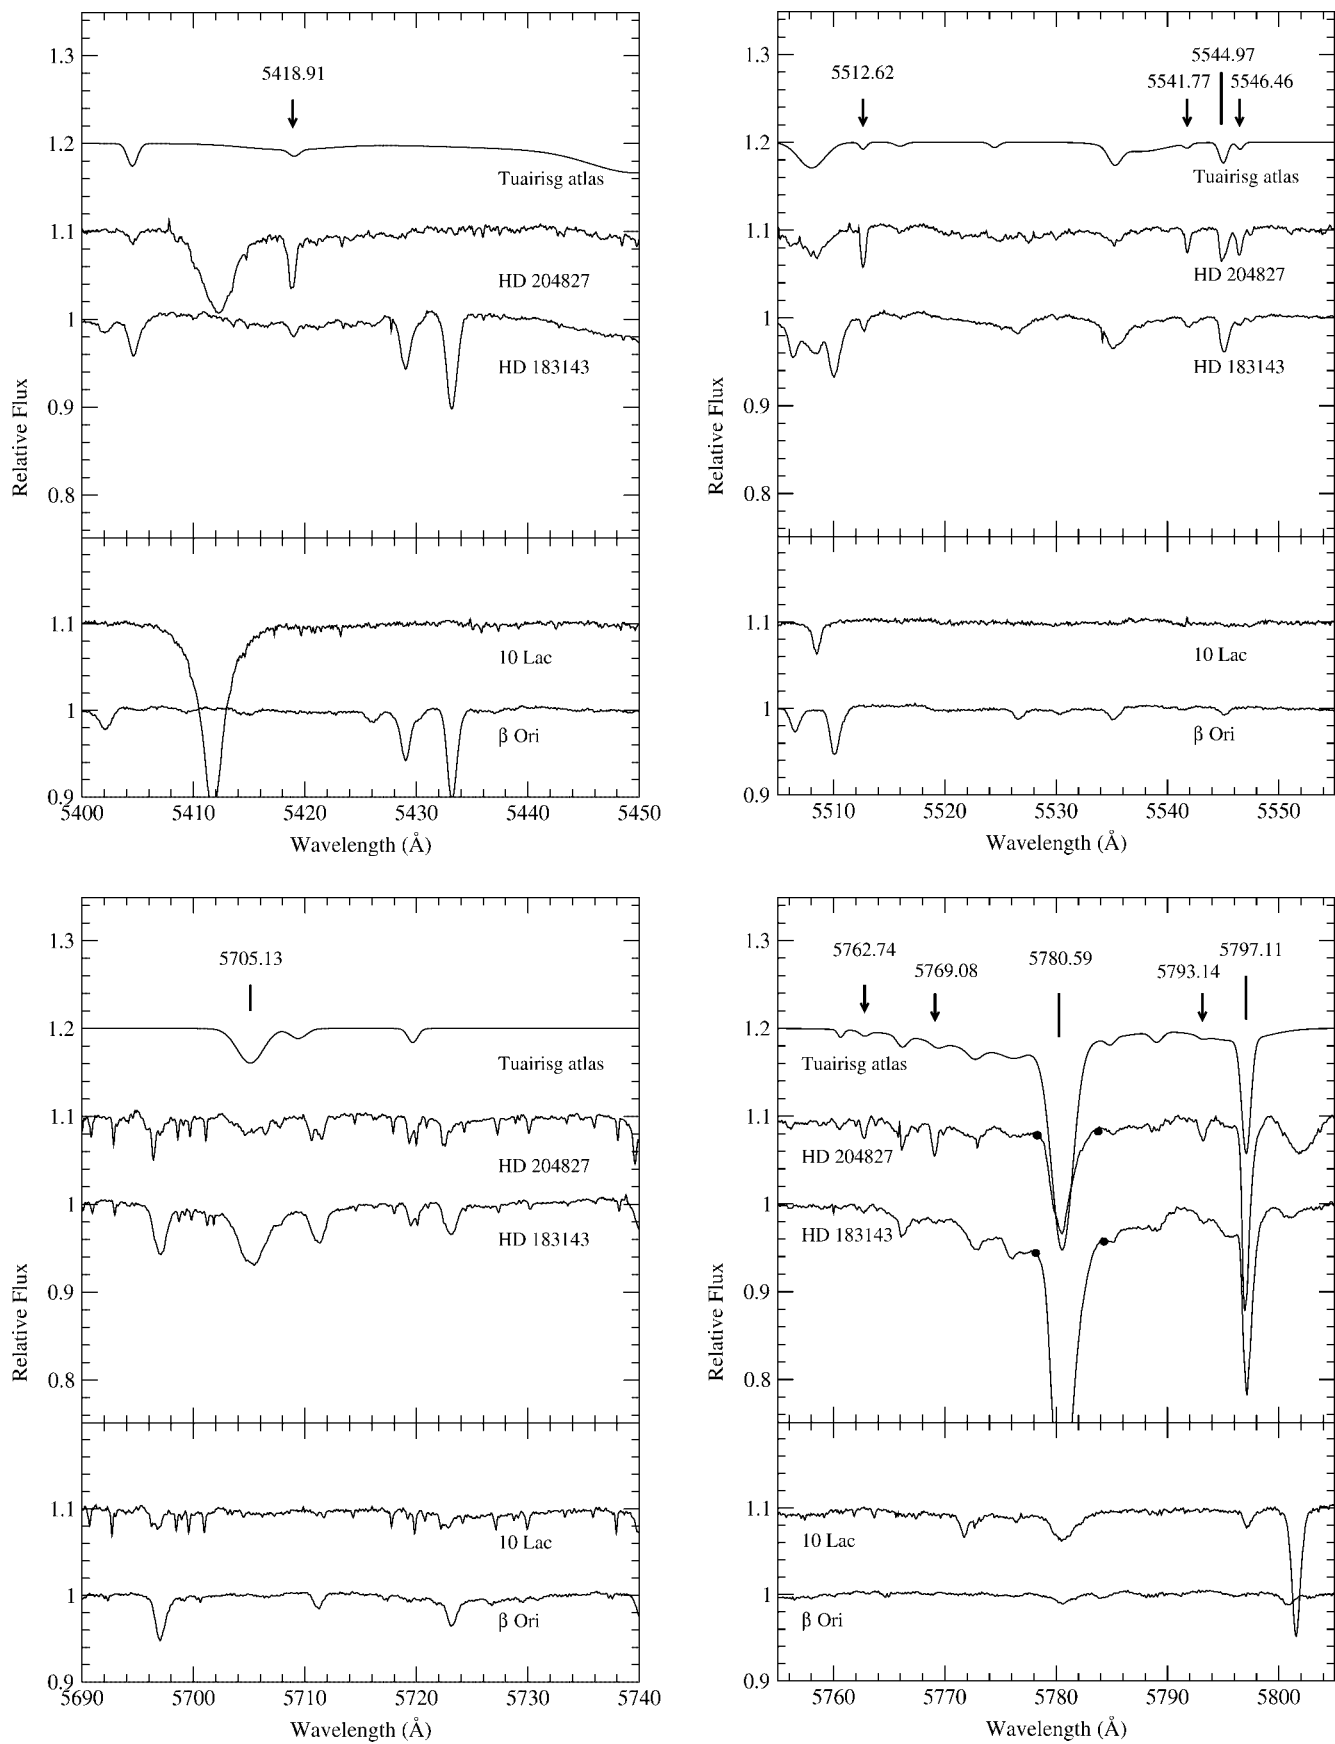 1.3
5418.91
1.2
Tuairisg atlas
1.1
HD 204827
1
HD 183143
0.9
0.8
Relative Flux
1.1
10 Lac
1
β Ori
0.9
5400 5410 5420 5430 5440 5450
Wavelength (Å)
1.3
5512.62
5544.97
5541.77 5546.46
1.2
Tuairisg atlas
1.1
HD 204827
1
HD 183143
0.9
0.8
Relative Flux
1.1
10 Lac
1
β Ori
0.9
5510 5520 5530 5540 5550
Wavelength (Å)
1.3
5705.13
1.2
Tuairisg atlas
1.1
HD 204827
1
HD 183143
0.9
0.8
Relative Flux
1.1
10 Lac
1
β Ori
0.9
5690 5700 5710 5720 5730 5740
Wavelength (Å)
1.3
5762.74
5769.08
5780.59
5793.14
5797.11
1.2
Tuairisg atlas
1.1
HD 204827
1
HD 183143
0.9
0.8
Relative Flux
1.1
10 Lac
1
β Ori
0.9
5760 5770 5780 5790 5800
Wavelength (Å)